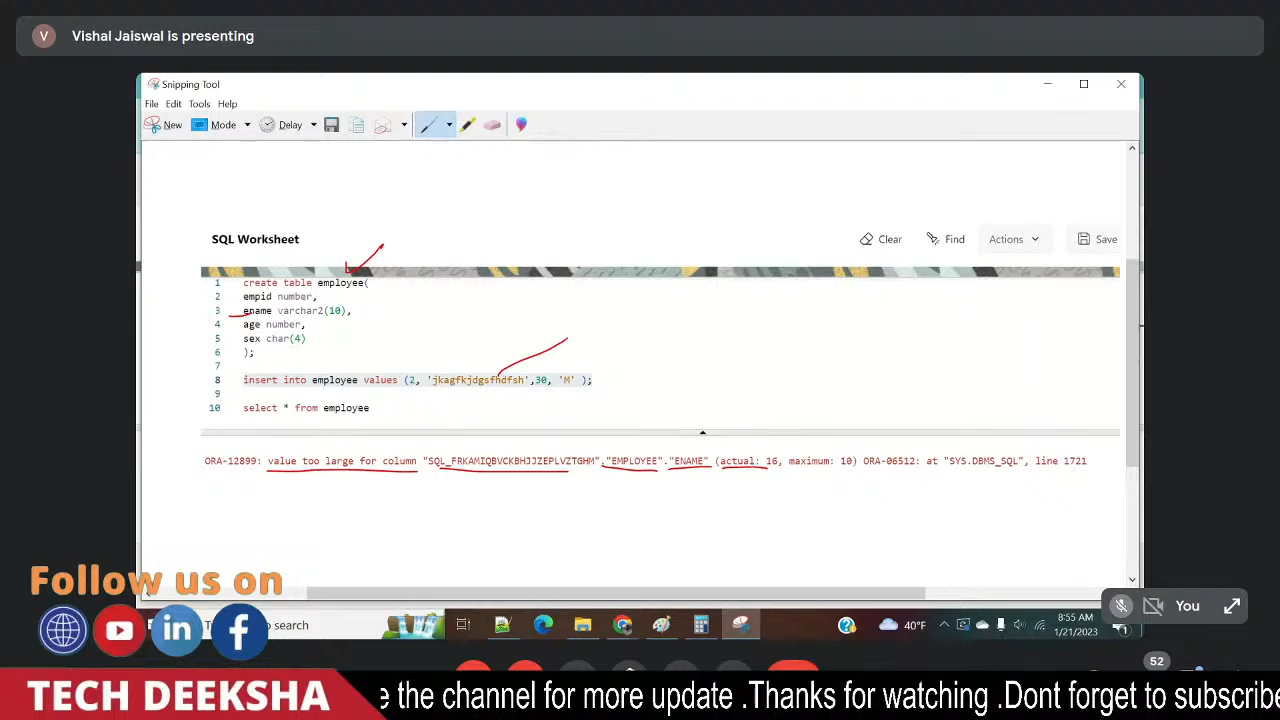 V Vishal Jaiswal is presenting
Snipping Tool
File Edit Tools Help
New Mode Delay
SQL Worksheet
Clear Find Actions Save
1 create table employee(
2 empid number,
3 ename varchar2(10),
4 age number,
5 sex char(4)
6 );
7
8 insert into employee values (2, 'jkagfkjdgsfhdfsh',30, 'M' );
9
10 select * from employee
ORA-12899: value too large for column "SQL_FRKAMIQBVCKBHJJZEPLVZTGHM"."EMPLOYEE"."ENAME" (actual: 16, maximum: 10) ORA-06512: at "SYS.DBMS_SQL", line 1721
Follow us on
You
to search
40°F
8:55 AM
1/21/2023
1
52
TECH DEEKSHA
e the channel for more update .Thanks for watching .Dont forget to subscribe